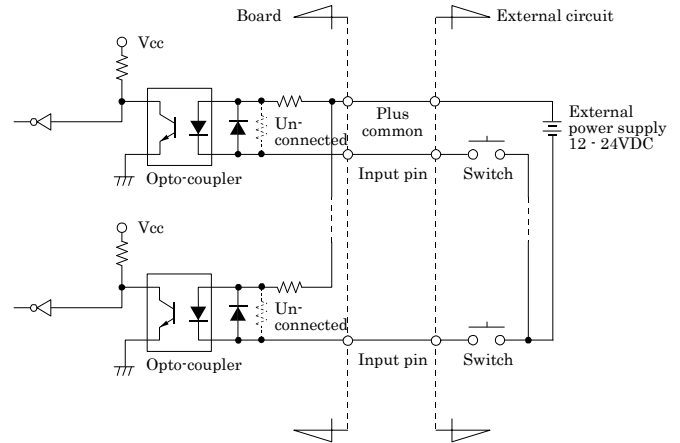 Board
External circuit
Vcc
Un-
connected
Plus
common
External
power supply
12 - 24VDC
Opto-coupler
Input pin
Switch
Vcc
Un-
connected
Opto-coupler
Input pin
Switch